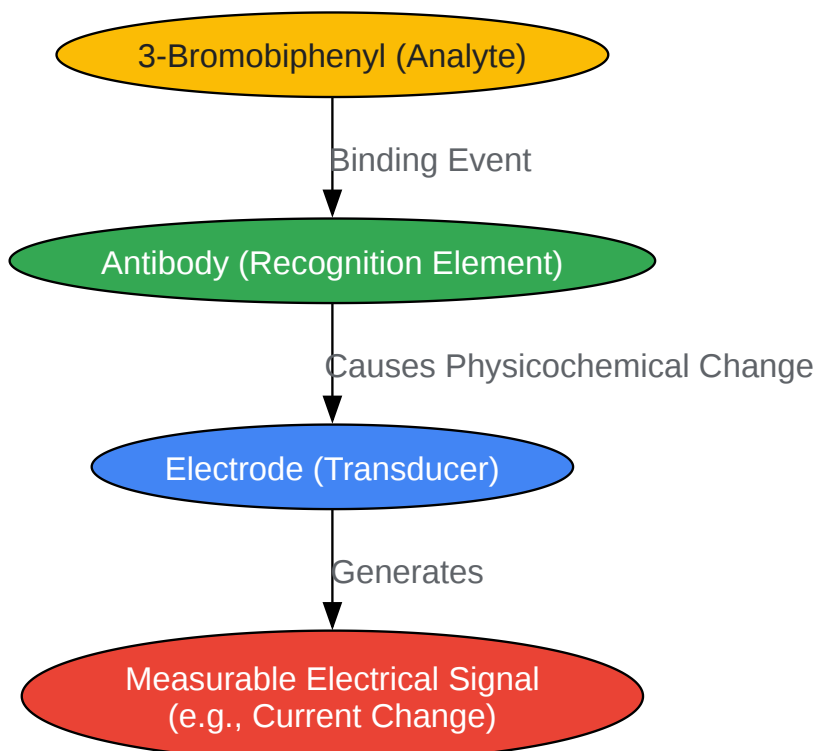 3-Bromobiphenyl (Analyte)
Binding Event
Antibody (Recognition Element)
Causes Physicochemical Change
Electrode (Transducer)
Generates
Measurable Electrical Signal
(e.g., Current Change)